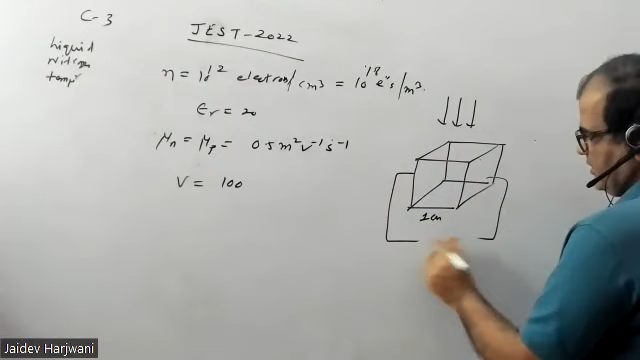 C-3
JEST-2022
Liquid
Nitrogen
tempr
n = 10^12 electrons/cm3 = 10^18 e's/m3.
εr = 20
μn = μp = 0.5 m2 v-1 s-1
V = 100
1cm
Jaidev Harjwani